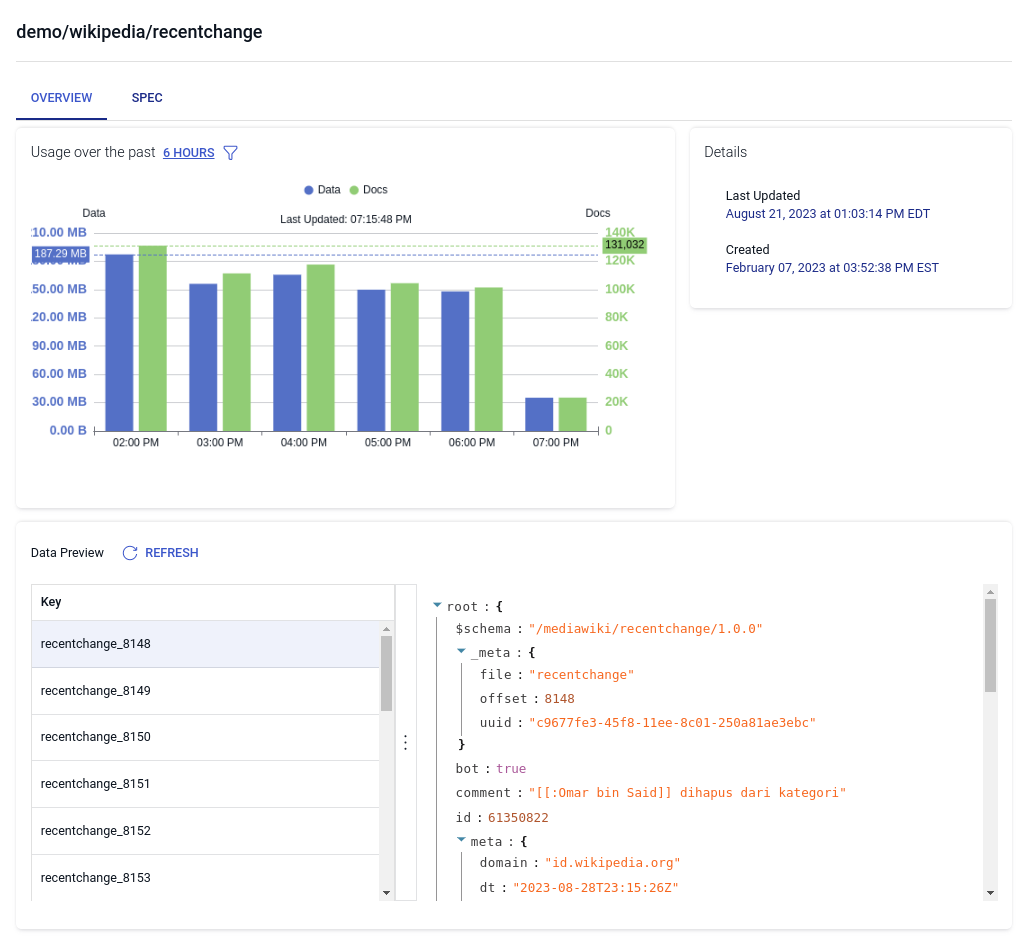 demo/wikipedia/recentchange
OVERVIEW SPEC
Usage over the past 6 HOURS
Data Docs
Data Last Updated: 07:15:48 PM Docs
10.00 MB 140K
187.29 MB 131,032
120K
50.00 MB 100K
20.00 MB 80K
90.00 MB 60K
60.00 MB 40K
30.00 MB 20K
0.00 B 0
02:00 PM 03:00 PM 04:00 PM 05:00 PM 06:00 PM 07:00 PM
Details
Last Updated
August 21, 2023 at 01:03:14 PM EDT
Created
February 07, 2023 at 03:52:38 PM EST
Data Preview REFRESH
Key
recentchange_8148
recentchange_8149
recentchange_8150
recentchange_8151
recentchange_8152
recentchange_8153
root : {
$schema : "/mediawiki/recentchange/1.0.0"
_meta : {
file : "recentchange"
offset : 8148
uuid : "c9677fe3-45f8-11ee-8c01-250a81ae3ebc"
}
bot : true
comment : "[[:Omar bin Said]] dihapus dari kategori"
id : 61350822
meta : {
domain : "id.wikipedia.org"
dt : "2023-08-28T23:15:26Z"